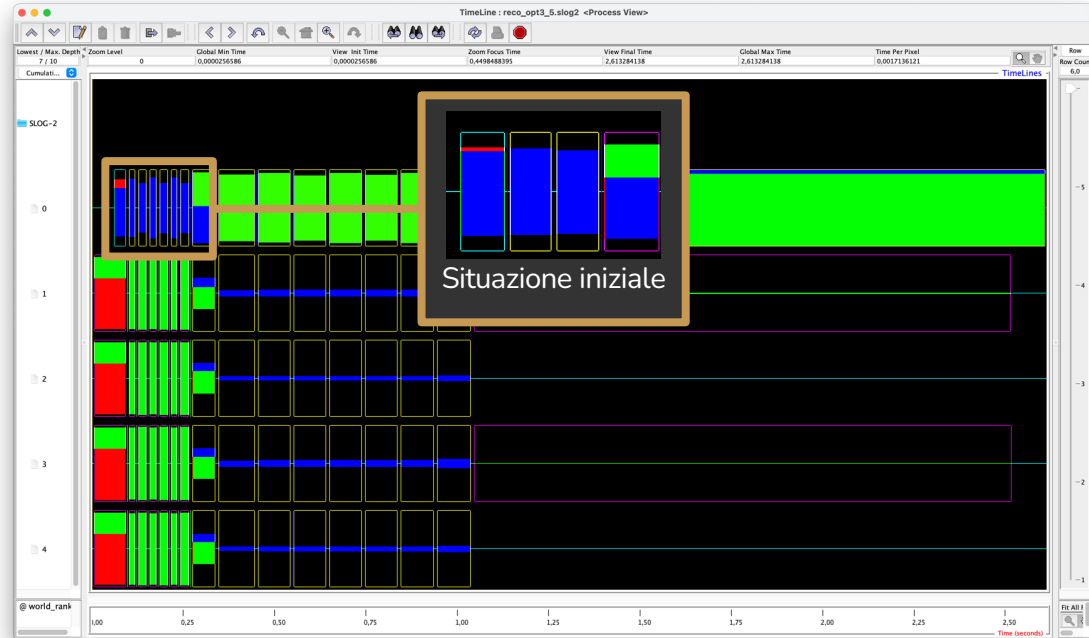 TimeLine : reco_opt3_5.slog2 <Process View>
Lowest / Max. Depth Zoom Level Global Min Time View Init Time Zoom Focus Time View Final Time Global Max Time Time Per Pixel
7 / 10 0 0,0000256586 0,0000256586 0,4498488395 2,613284138 2,613284138 0,0017136121
Row
Row Coun
6,0
Cumulati...
TimeLines
SLOG-2
0
1
2
3
4
Situazione iniziale
5
4
3
2
1
@ world_rank
Fit All
1,00 0,25 0,50 0,75 1,00 1,25 1,50 1,75 2,00 2,25 2,50
Time (seconds)